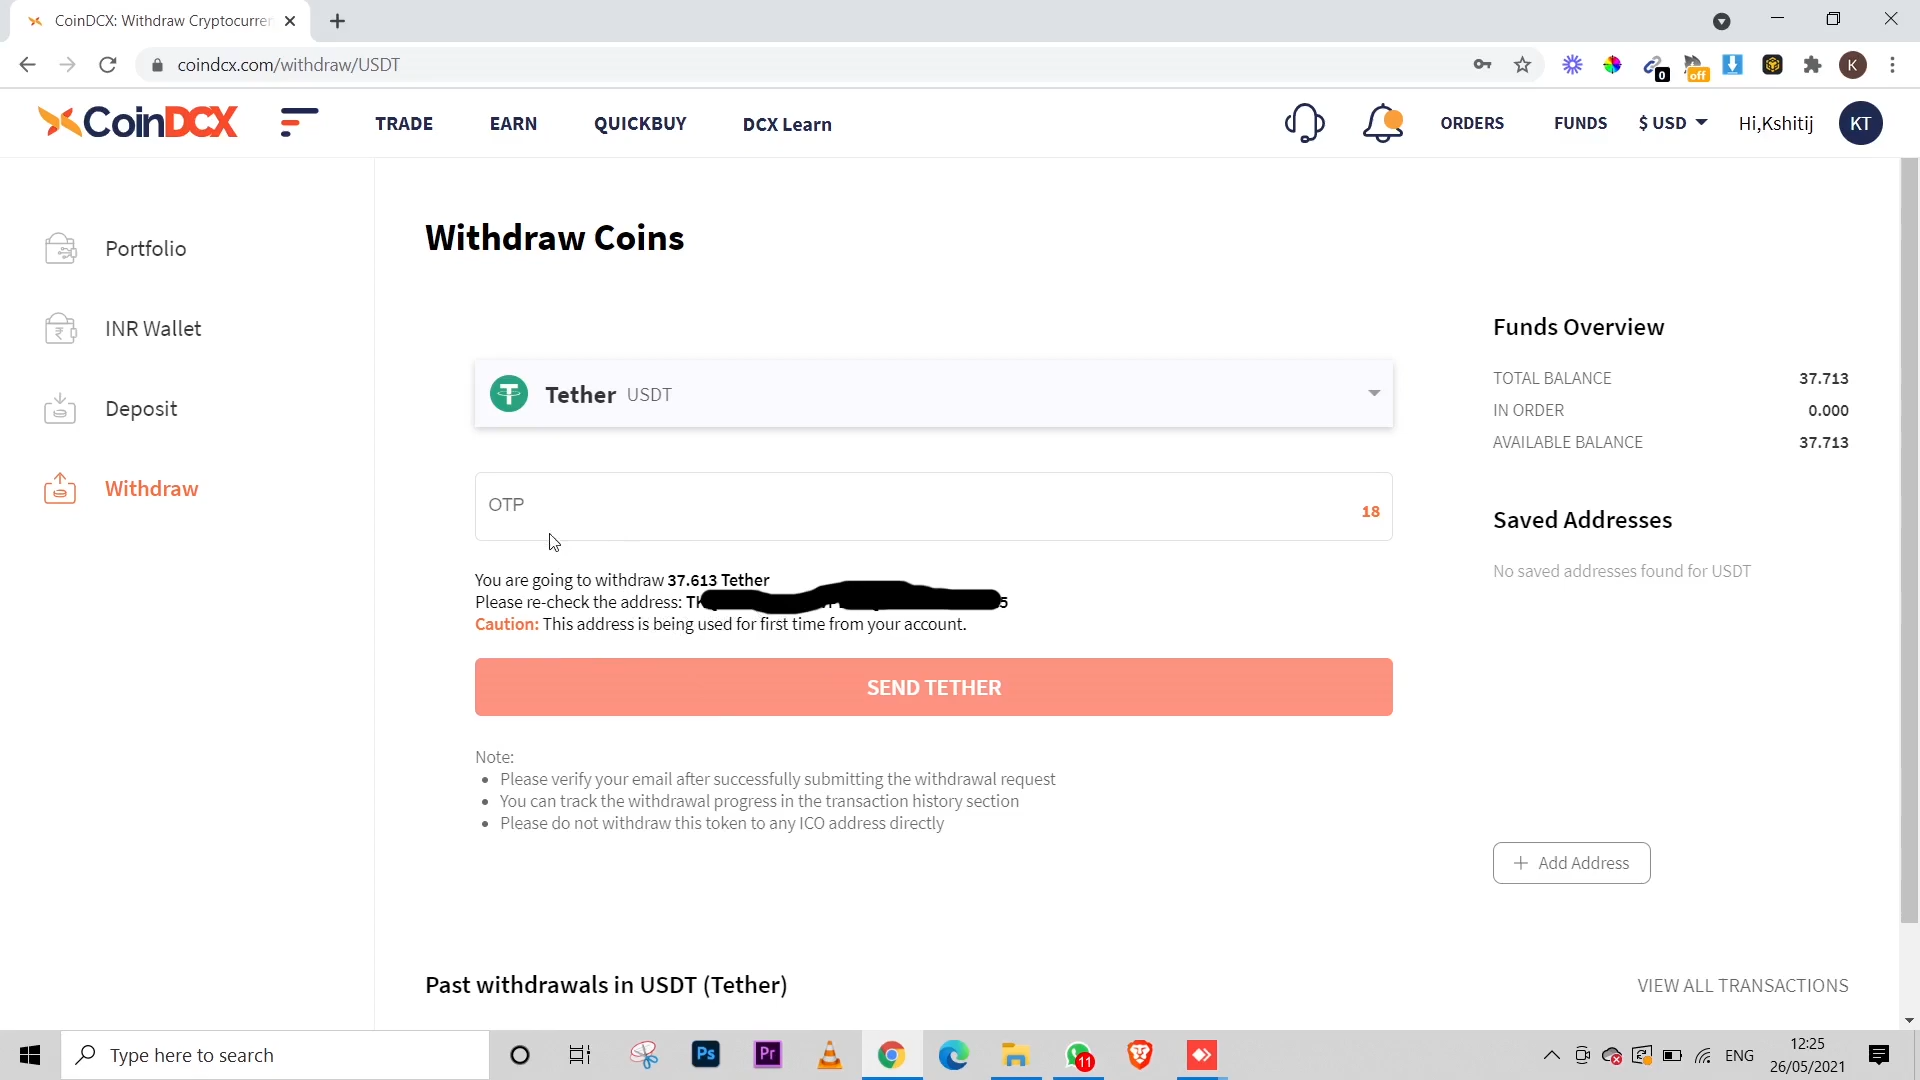 CoinDCX: Withdraw Cryptocurren
coindcx.com/withdraw/USDT
0
off
K
CoinDCX
TRADE
EARN
QUICKBUY
DCX Learn
ORDERS
FUNDS
$ USD
Hi,Kshitij
KT
Portfolio
INR Wallet
Deposit
Withdraw
Withdraw Coins
Tether USDT
OTP
18
You are going to withdraw 37.613 Tether
Please re-check the address:
Caution: This address is being used for first time from your account.
SEND TETHER
Note:
• Please verify your email after successfully submitting the withdrawal request
• You can track the withdrawal progress in the transaction history section
• Please do not withdraw this token to any ICO address directly
Funds Overview
TOTAL BALANCE 37.713
IN ORDER 0.000
AVAILABLE BALANCE 37.713
Saved Addresses
No saved addresses found for USDT
+ Add Address
Past withdrawals in USDT (Tether)
VIEW ALL TRANSACTIONS
Type here to search
Ps
Pr
11
ENG
12:25
26/05/2021